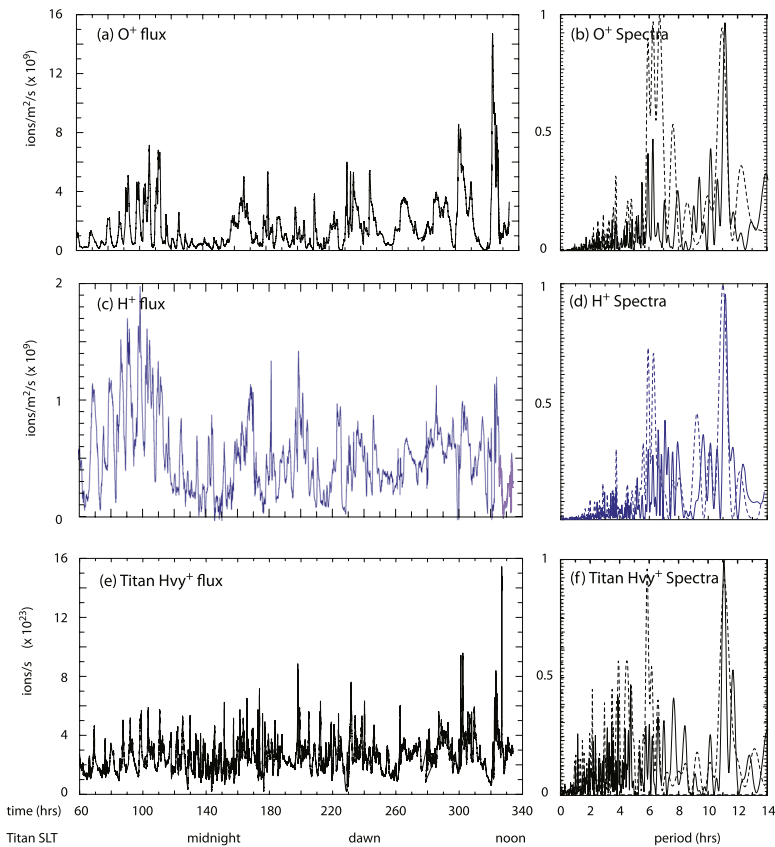 (a) O⁺ flux
(b) O⁺ Spectra
ions/m²/s (x 10⁹)
16
12
8
4
0
1
0.5
0
(c) H⁺ flux
(d) H⁺ Spectra
ions/m²/s (x 10⁹)
2
1
0
1
0.5
(e) Titan Hvy⁺ flux
(f) Titan Hvy⁺ Spectra
ions/s (x 10²³)
16
12
8
4
0
1
0.5
0
time (hrs) 60 100 140 180 220 260 300 340
0 2 4 6 8 10 12 14
Titan SLT midnight dawn noon
period (hrs)